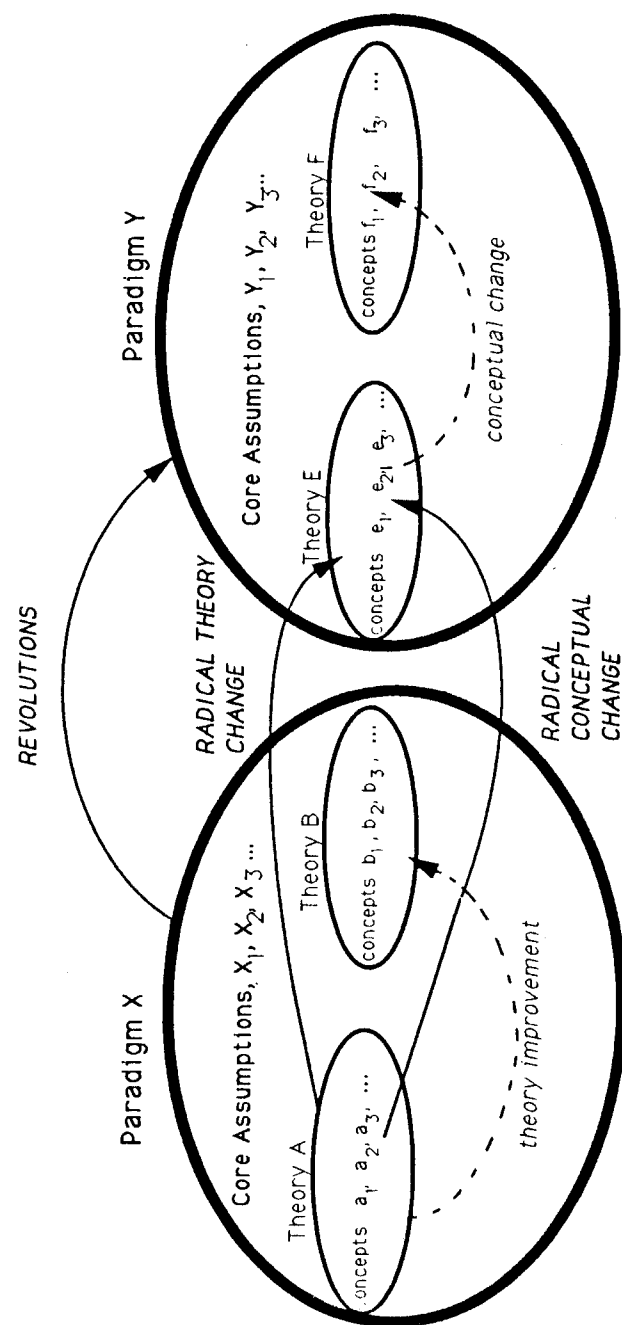 REVOLUTIONS
Paradigm X
Paradigm Y
RADICAL THEORY
CHANGE
Core Assumptions, X1, X2, X3 ...
Core Assumptions, Y1, Y2, Y3...
Theory A
concepts a1, a2, a3, ...
Theory B
concepts b1, b2, b3, ...
Theory E
concepts e1, e2, e3, ...
Theory F
concepts f1, f2, f3, ...
theory improvement
conceptual change
RADICAL
CONCEPTUAL
CHANGE